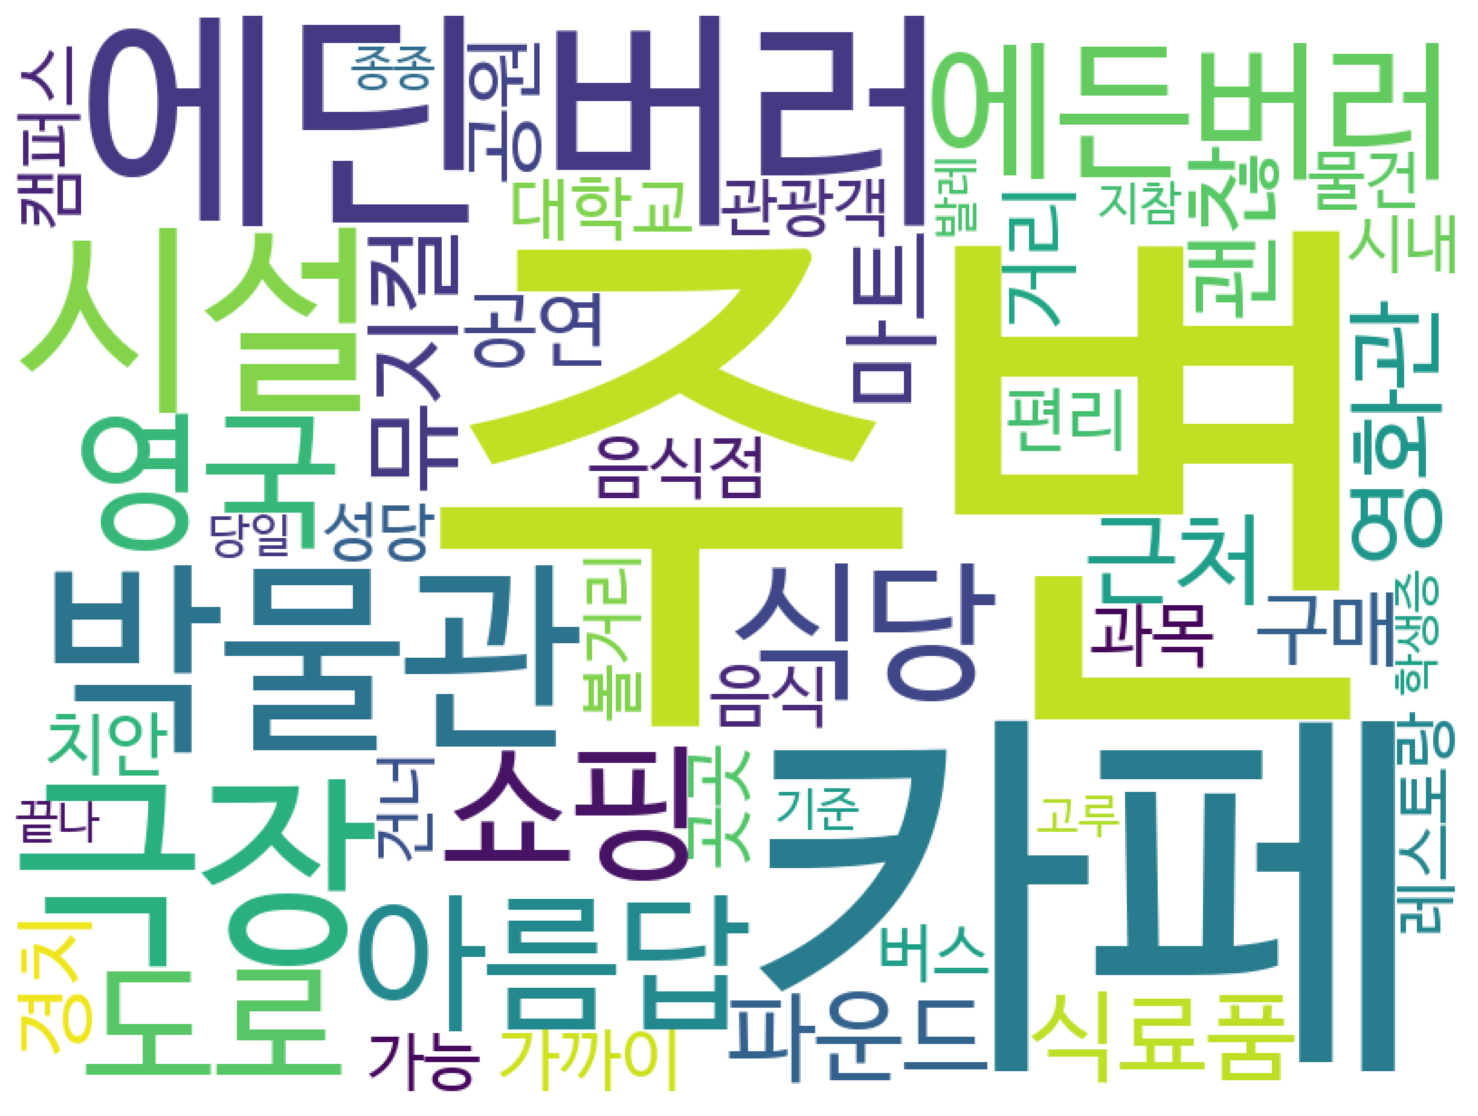 에딘버러
에든버러
종종
공원
캠퍼스
대학교
관광객
발레
거리
지참
괜찮
물건
시내
시설
뮤지컬
공연
마트
주변
편리
영화관
영국
음식점
당일
성당
근처
박물관
볼거리
식당
음식
과목
구매
학생증
치안
건너
쇼핑
곳곳
기준
고루
카페
레스토랑
끝나
극장
경치
도로
아름답
버스
가능
가까이
파운드
식료품